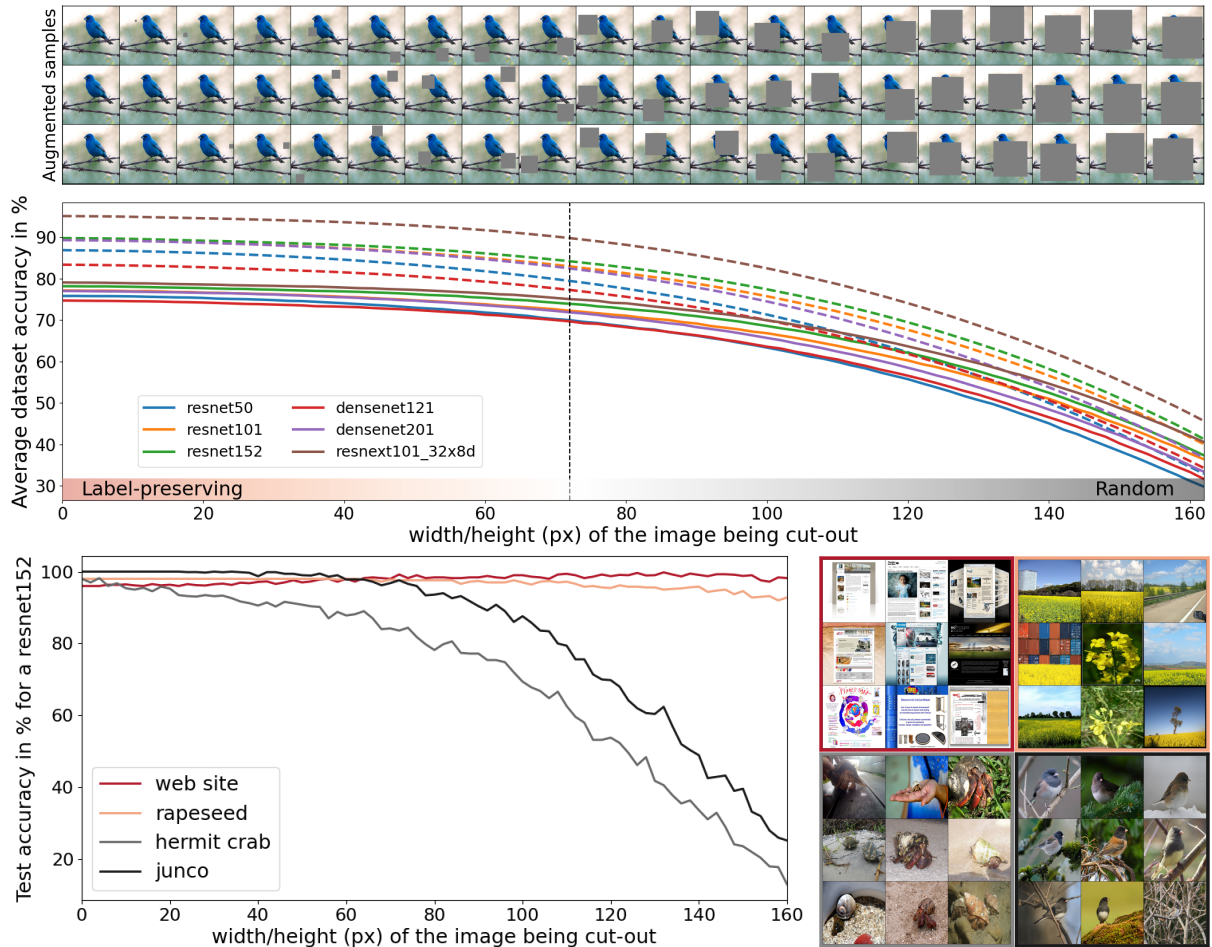 Augmented samples
Average dataset accuracy in %
90
80
70
60
50
40
30
resnet50
resnet101
resnet152
densenet121
densenet201
resnext101_32x8d
Label-preserving
Random
0 20 40 60 80 100 120 140 160
width/height (px) of the image being cut-out
Test accuracy in % for a resnet152
100
80
60
40
20
web site
rapeseed
hermit crab
junco
0 20 40 60 80 100 120 140 160
width/height (px) of the image being cut-out